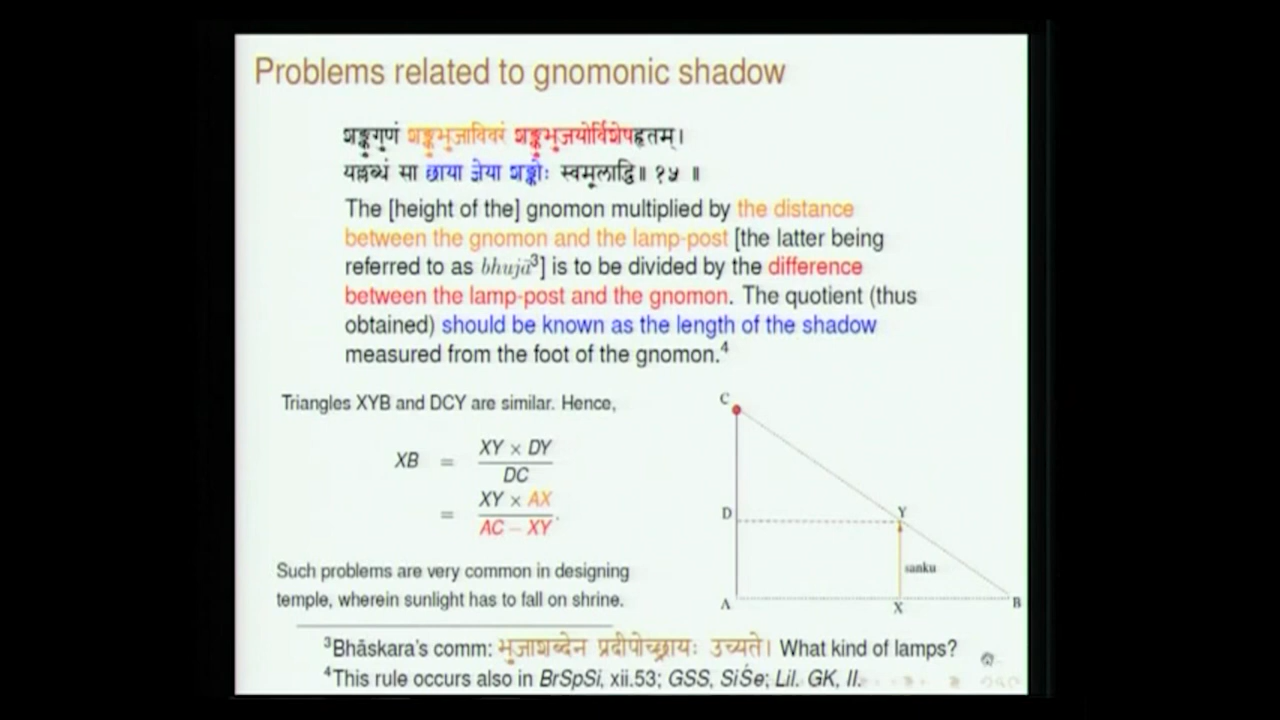 Problems related to gnomonic shadow
शङ्कुगुणं शङ्कुभुजाविवरं शङ्कुभुजयोर्विशेषहृतम्।
यल्लब्धं सा छाया ज्ञेया शङ्कोः स्वमूलाद्धि॥ १५ ॥
The [height of the] gnomon multiplied by the distance
between the gnomon and the lamp-post [the latter being
referred to as bhujā³] is to be divided by the difference
between the lamp-post and the gnomon. The quotient (thus
obtained) should be known as the length of the shadow
measured from the foot of the gnomon.⁴
Triangles XYB and DCY are similar. Hence,
XB = XY × DY
DC
= XY × AX
AC − XY.
Such problems are very common in designing
temple, wherein sunlight has to fall on shrine.
C
D
Y
sanku
A
X
B
³Bhāskara's comm: भुजाशब्देन प्रदीपोच्छ्रायः उच्यते। What kind of lamps?
⁴This rule occurs also in BrSpSi, xii.53; GSS, SiŚe; Lil. GK, II.